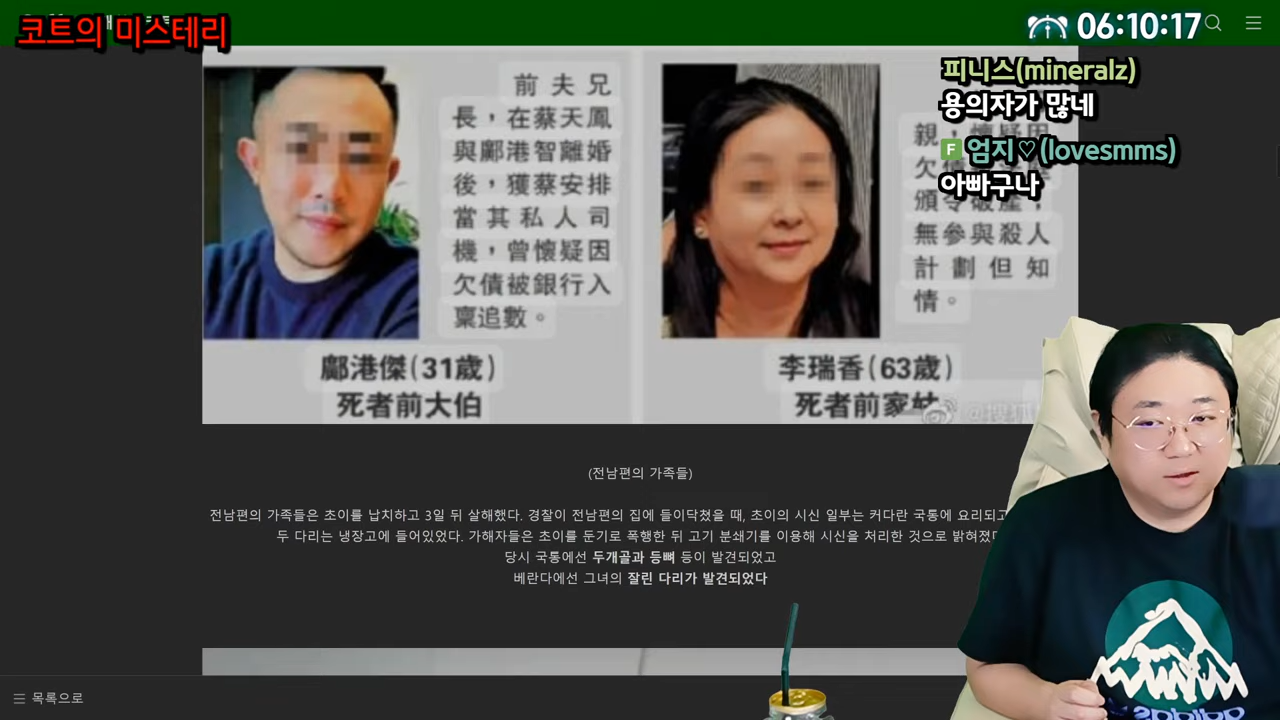 코트의 미스테리
06:10:17
피니스(mineralz)
용의자가 많네
F 엄지♡(lovesmms)
아빠구나
前夫兄
長，在蔡天鳳
與鄺港智離婚
後，獲蔡安排
當其私人司
機，曾懷疑因
欠債被銀行入
稟追數。
鄺港傑(31歲)
死者前大伯
親，懷疑因
欠債
頒令破產，
無參與殺人
計劃但知
情。
李瑞香(63歲)
死者前家姑
(전남편의 가족들)
전남편의 가족들은 초이를 납치하고 3일 뒤 살해했다. 경찰이 전남편의 집에 들이닥쳤을 때, 초이의 시신 일부는 커다란 국통에 요리되고
두 다리는 냉장고에 들어있었다. 가해자들은 초이를 둔기로 폭행한 뒤 고기 분쇄기를 이용해 시신을 처리한 것으로 밝혀졌다
당시 국통에선 두개골과 등뼈 등이 발견되었고
베란다에선 그녀의 잘린 다리가 발견되었다
목록으로